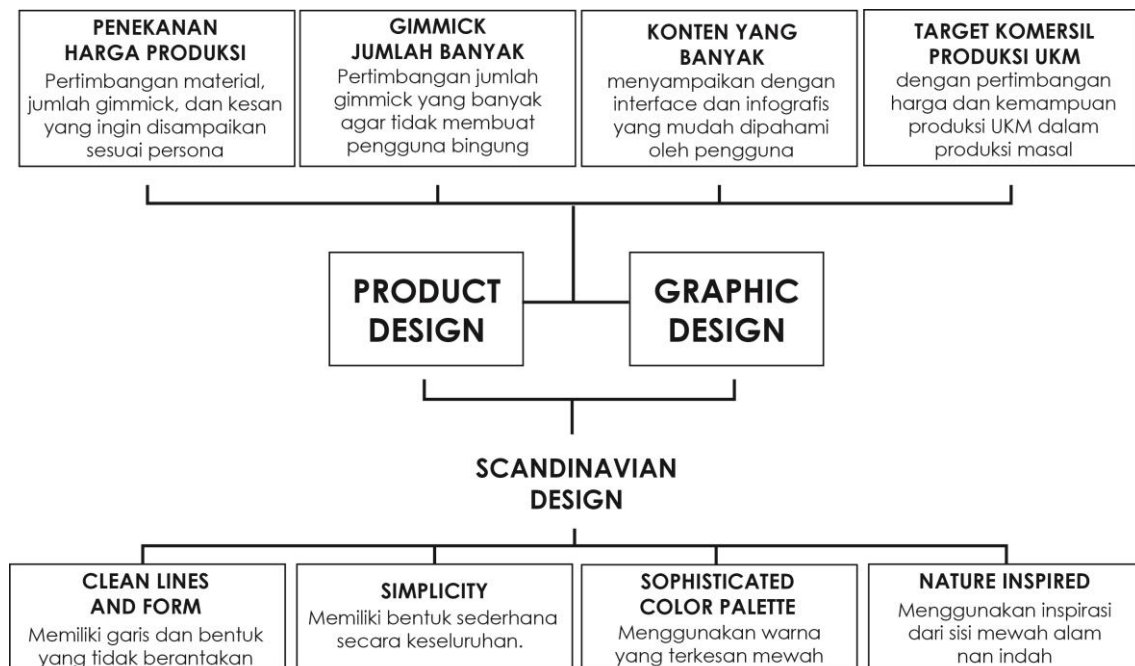 PENEKANAN
HARGA PRODUKSI
Pertimbangan material,
jumlah gimmick, dan kesan
yang ingin disampaikan
sesuai persona
GIMMICK
JUMLAH BANYAK
Pertimbangan jumlah
gimmick yang banyak
agar tidak membuat
pengguna bingung
KONTEN YANG
BANYAK
menyampaikan dengan
interface dan infografis
yang mudah dipahami
oleh pengguna
TARGET KOMERSIL
PRODUKSI UKM
dengan pertimbangan
harga dan kemampuan
produksi UKM dalam
produksi masal
PRODUCT
DESIGN
GRAPHIC
DESIGN
SCANDINAVIAN
DESIGN
CLEAN LINES
AND FORM
Memiliki garis dan bentuk
yang tidak berantakan
SIMPLICITY
Memiliki bentuk sederhana
secara keseluruhan.
SOPHISTICATED
COLOR PALETTE
Menggunakan warna
yang terkesan mewah
NATURE INSPIRED
Menggunakan inspirasi
dari sisi mewah alam
nan indah